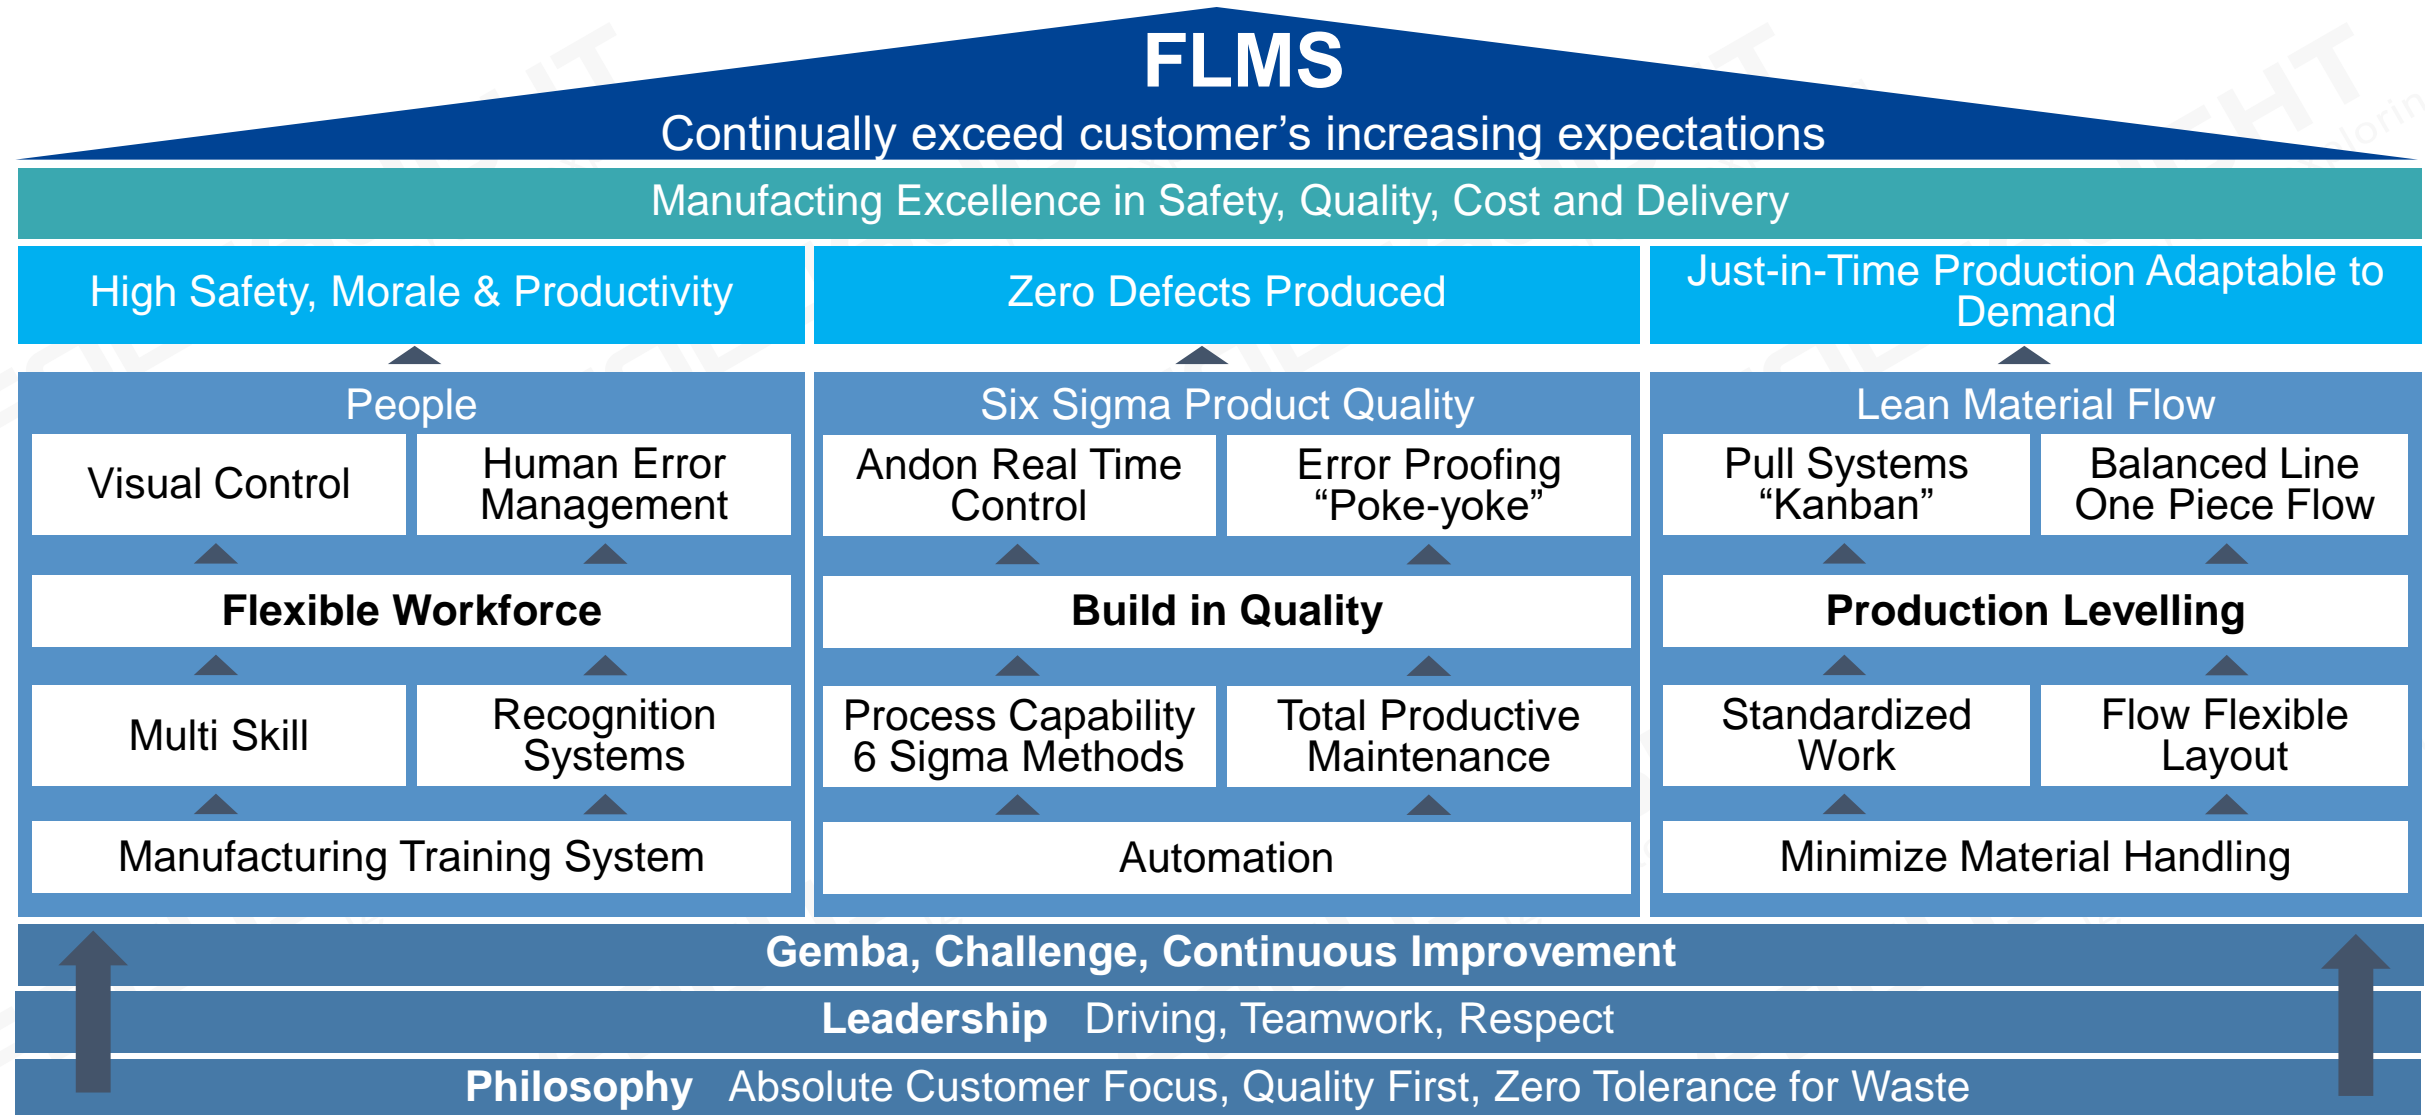 FLMS
Continually exceed customer’s increasing expectations
Manufacting Excellence in Safety, Quality, Cost and Delivery
High Safety, Morale & Productivity
Zero Defects Produced
Just-in-Time Production Adaptable to
Demand
People
Visual Control
Human Error
Management
Flexible Workforce
Multi Skill
Recognition
Systems
Manufacturing Training System
Six Sigma Product Quality
Andon Real Time
Control
Error Proofing
“Poke-yoke”
Build in Quality
Process Capability
6 Sigma Methods
Total Productive
Maintenance
Automation
Lean Material Flow
Pull Systems
“Kanban”
Balanced Line
One Piece Flow
Production Levelling
Standardized
Work
Flow Flexible
Layout
Minimize Material Handling
Gemba, Challenge, Continuous Improvement
Leadership Driving, Teamwork, Respect
Philosophy Absolute Customer Focus, Quality First, Zero Tolerance for Waste